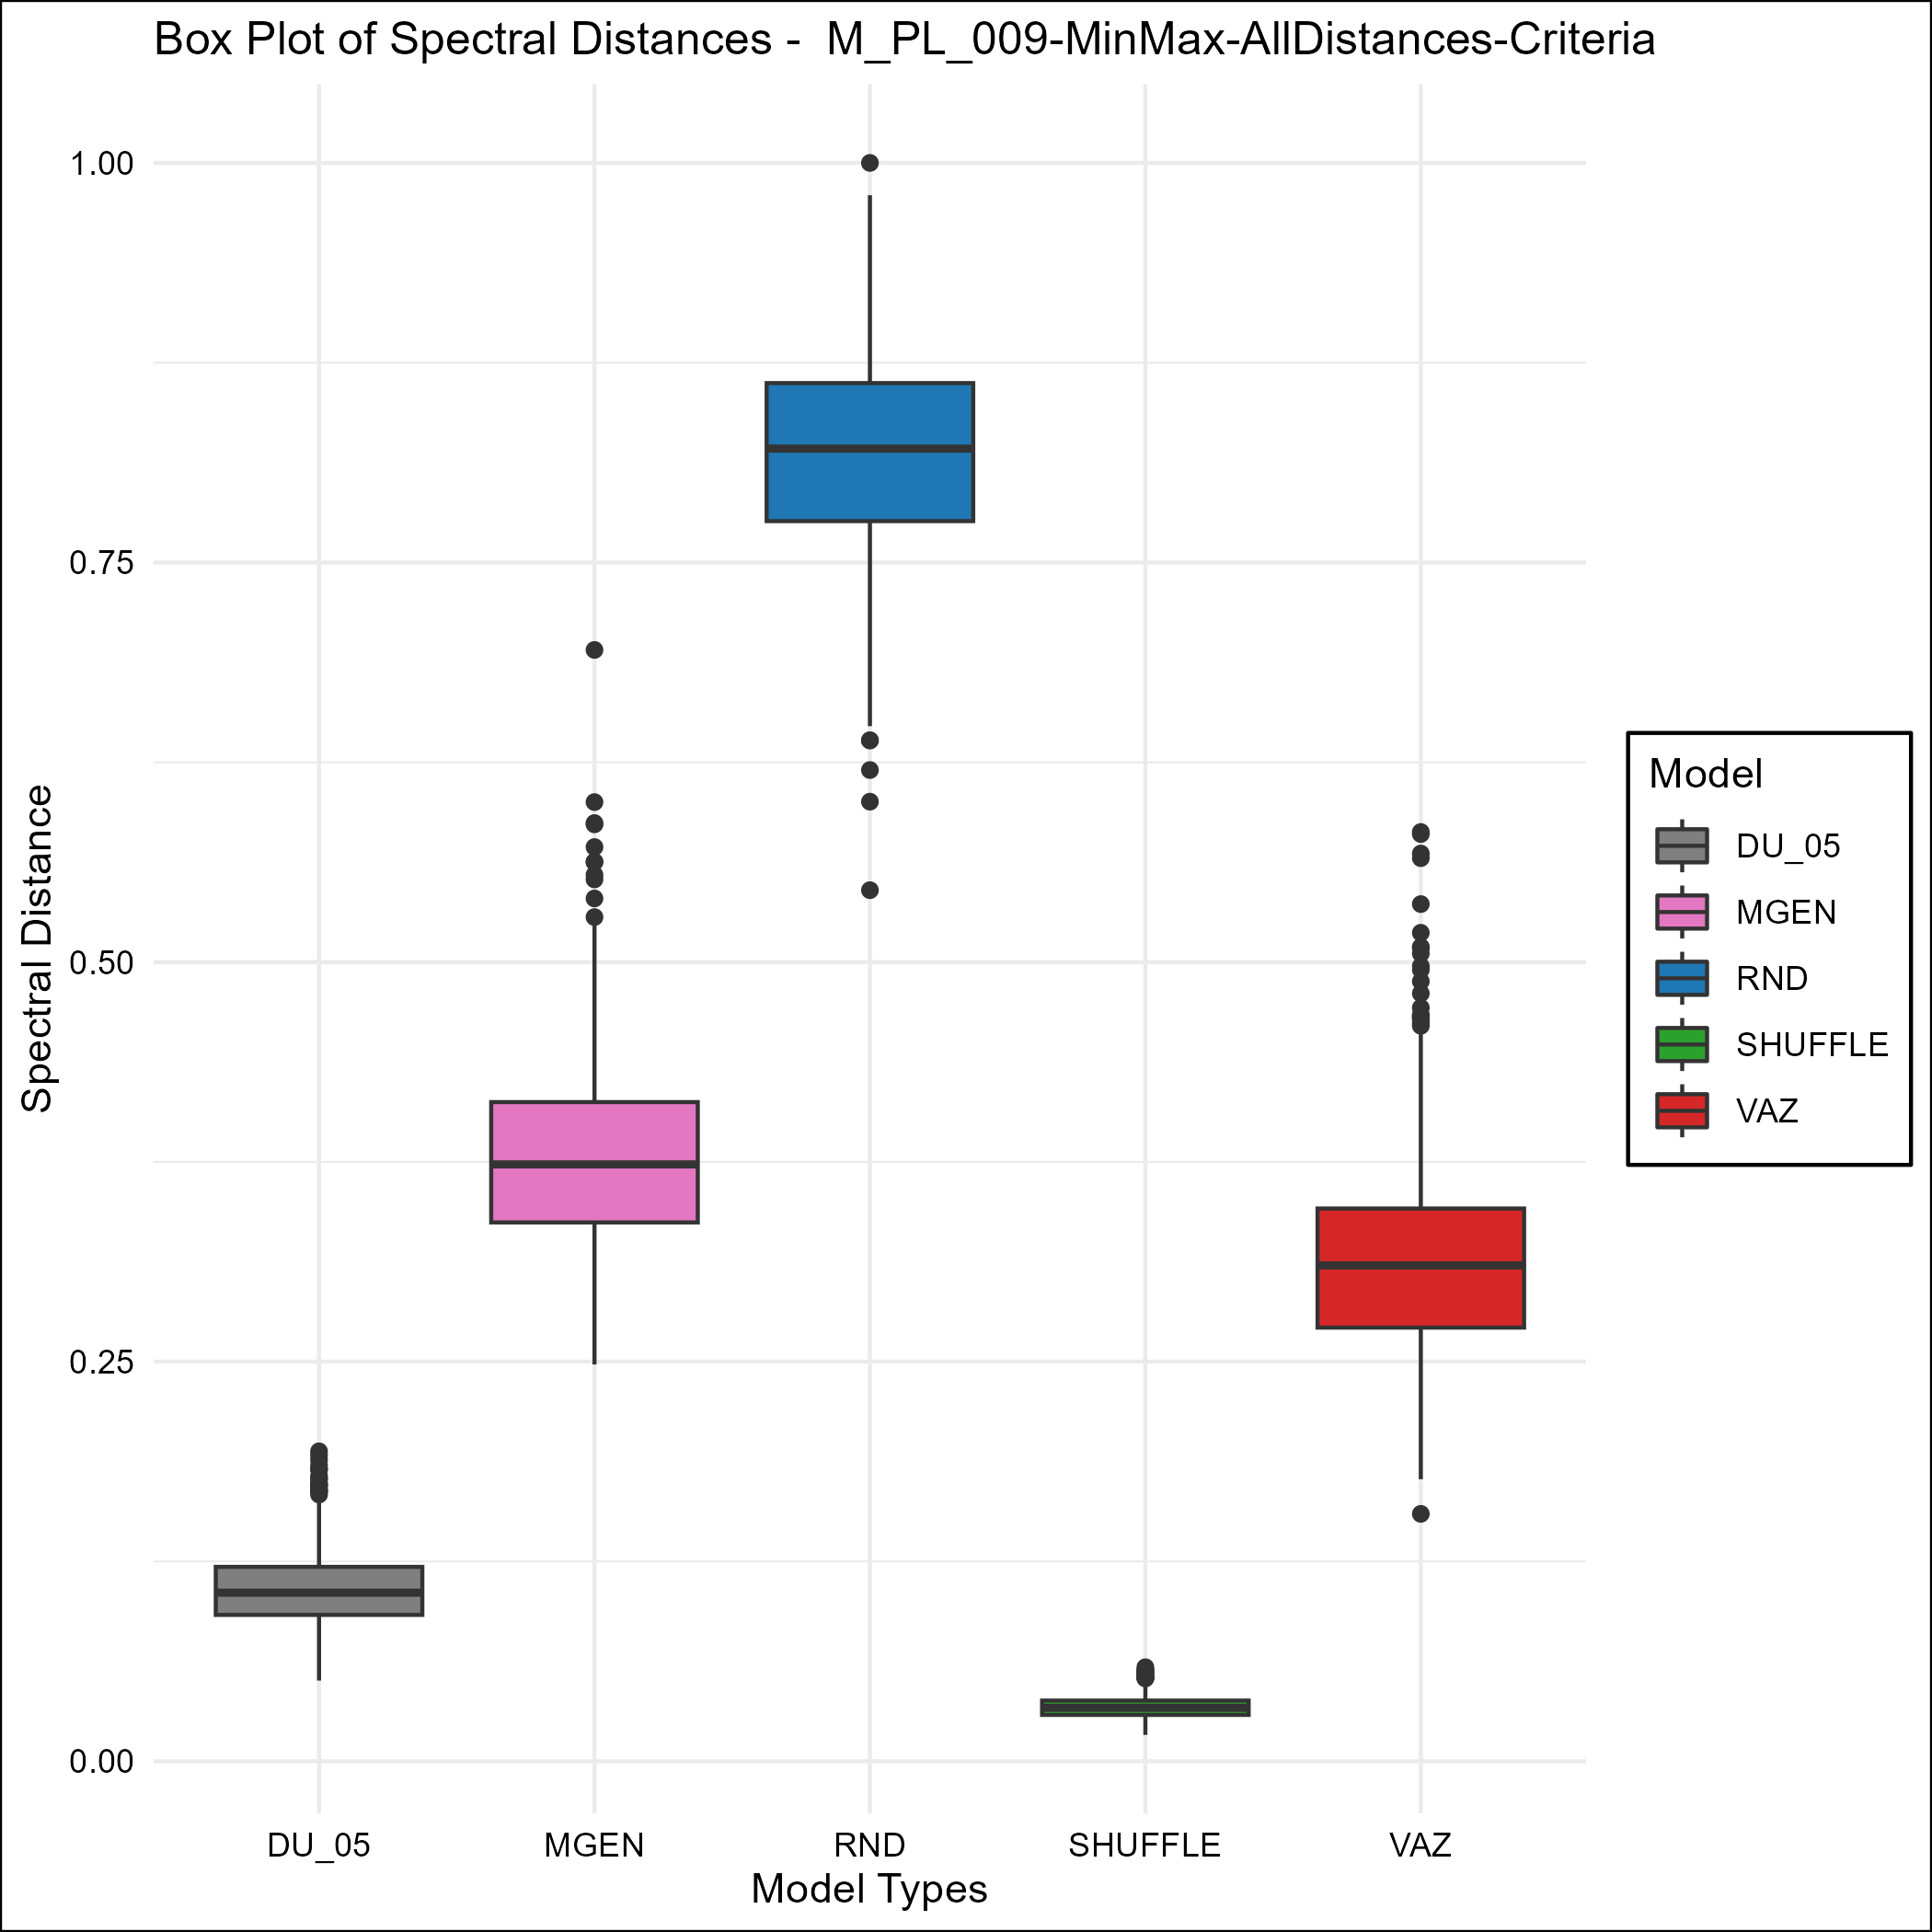 Box Plot of Spectral Distances -  M_PL_009-MinMax-AllDistances-Criteria
Spectral Distance
1.00
0.75
0.50
0.25
0.00
DU_05 MGEN RND SHUFFLE VAZ
Model Types
Model
DU_05
MGEN
RND
SHUFFLE
VAZ